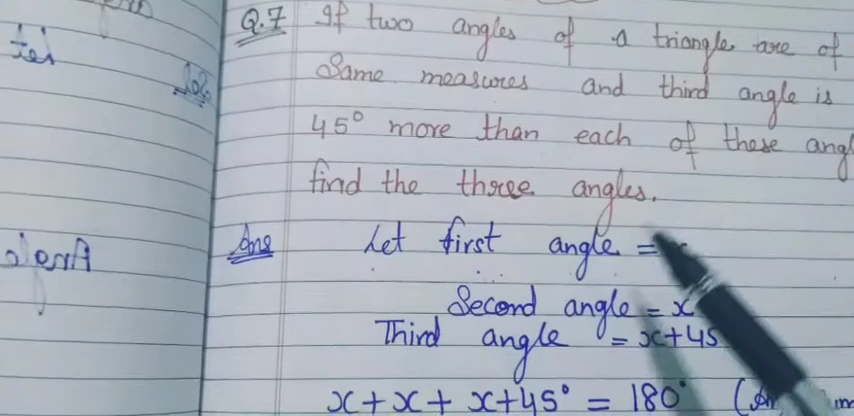 Q.7 If two angles of a triangle are of
Same measures and third angle is
45° more than each of these angl
find the three angles.
Ans Let first angle = x
Second angle = x
Third angle = x+45
x + x + x+45° = 180°